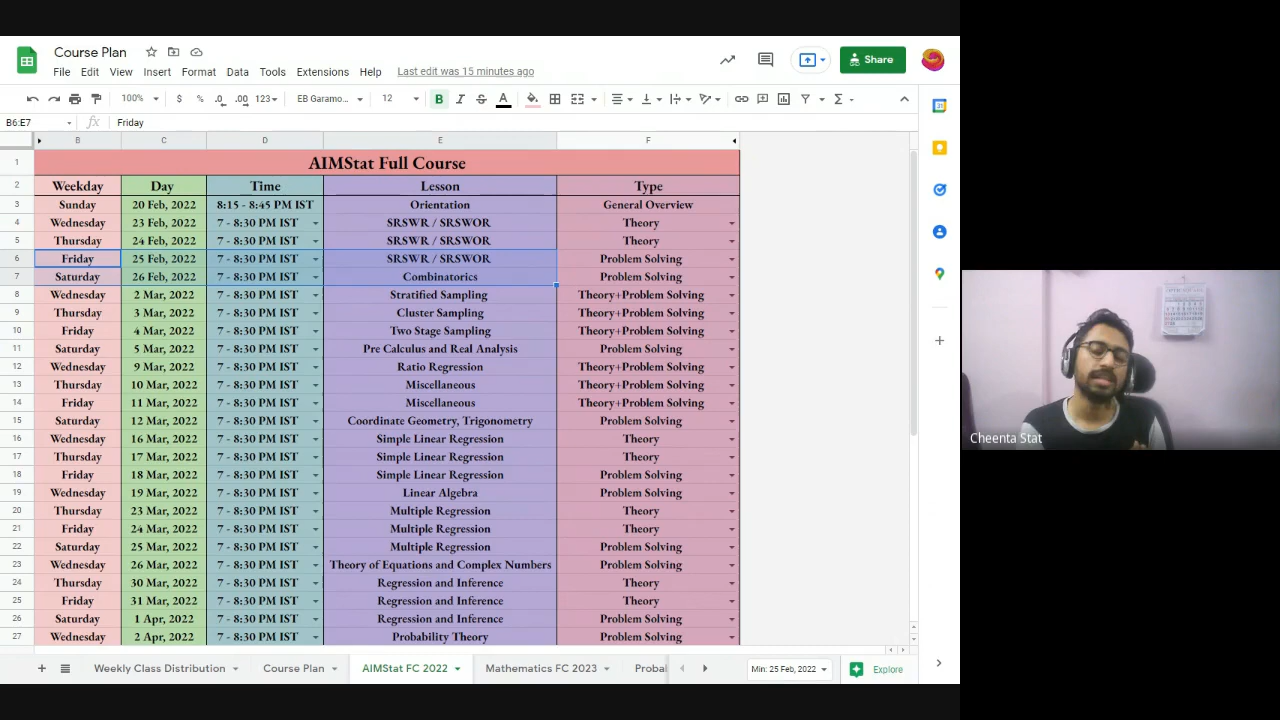 Course Plan
File Edit View Insert Format Data Tools Extensions Help Last edit was 15 minutes ago
Share
100% $ % .0 .00 123 EB Garamo... 12 B I S A
B6:E7 fx Friday
B C D E F
1 AIMStat Full Course
2 Weekday Day Time Lesson Type
3 Sunday 20 Feb, 2022 8:15 - 8:45 PM IST Orientation General Overview
4 Wednesday 23 Feb, 2022 7 - 8:30 PM IST SRSWR / SRSWOR Theory
5 Thursday 24 Feb, 2022 7 - 8:30 PM IST SRSWR / SRSWOR Theory
6 Friday 25 Feb, 2022 7 - 8:30 PM IST SRSWR / SRSWOR Problem Solving
7 Saturday 26 Feb, 2022 7 - 8:30 PM IST Combinatorics Problem Solving
8 Wednesday 2 Mar, 2022 7 - 8:30 PM IST Stratified Sampling Theory+Problem Solving
9 Thursday 3 Mar, 2022 7 - 8:30 PM IST Cluster Sampling Theory+Problem Solving
10 Friday 4 Mar, 2022 7 - 8:30 PM IST Two Stage Sampling Theory+Problem Solving
11 Saturday 5 Mar, 2022 7 - 8:30 PM IST Pre Calculus and Real Analysis Problem Solving
12 Wednesday 9 Mar, 2022 7 - 8:30 PM IST Ratio Regression Theory+Problem Solving
13 Thursday 10 Mar, 2022 7 - 8:30 PM IST Miscellaneous Theory+Problem Solving
14 Friday 11 Mar, 2022 7 - 8:30 PM IST Miscellaneous Theory+Problem Solving
15 Saturday 12 Mar, 2022 7 - 8:30 PM IST Coordinate Geometry, Trigonometry Problem Solving
16 Wednesday 16 Mar, 2022 7 - 8:30 PM IST Simple Linear Regression Theory
17 Thursday 17 Mar, 2022 7 - 8:30 PM IST Simple Linear Regression Theory
18 Friday 18 Mar, 2022 7 - 8:30 PM IST Simple Linear Regression Problem Solving
19 Wednesday 19 Mar, 2022 7 - 8:30 PM IST Linear Algebra Problem Solving
20 Thursday 23 Mar, 2022 7 - 8:30 PM IST Multiple Regression Theory
21 Friday 24 Mar, 2022 7 - 8:30 PM IST Multiple Regression Theory
22 Saturday 25 Mar, 2022 7 - 8:30 PM IST Multiple Regression Problem Solving
23 Wednesday 26 Mar, 2022 7 - 8:30 PM IST Theory of Equations and Complex Numbers Problem Solving
24 Thursday 30 Mar, 2022 7 - 8:30 PM IST Regression and Inference Theory
25 Friday 31 Mar, 2022 7 - 8:30 PM IST Regression and Inference Theory
26 Saturday 1 Apr, 2022 7 - 8:30 PM IST Regression and Inference Problem Solving
27 Wednesday 2 Apr, 2022 7 - 8:30 PM IST Probability Theory Problem Solving
Weekly Class Distribution Course Plan AIMStat FC 2022 Mathematics FC 2023 Probal Min: 25 Feb, 2022 Explore
Cheenta Stat